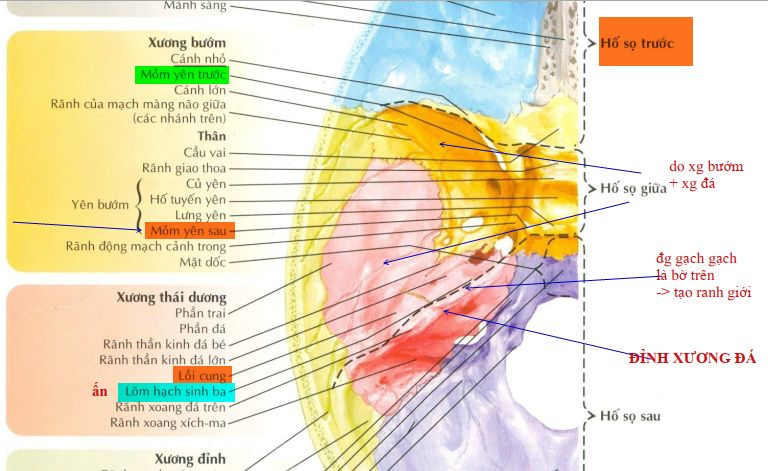 Mảnh sàng
Xương bướm
Cánh nhỏ
Mỏm yên trước
Cánh lớn
Rãnh của mạch màng não giữa
(các nhánh trên)
Thân
Cầu vai
Rãnh giao thoa
Củ yên
Yên bướm
Hố tuyến yên
Lưng yên
Mỏm yên sau
Rãnh động mạch cảnh trong
Mặt dốc
Xương thái dương
Phần trai
Phần đá
Rãnh thần kinh đá bé
Rãnh thần kinh đá lớn
Lồi cung
ấn
Lõm hạch sinh ba
Rãnh xoang đá trên
Rãnh xoang xích-ma
Xương đỉnh
Hố sọ trước
do xg bướm
+ xg đá
Hố sọ giữa
đg gạch gạch
là bờ trên
-> tạo ranh giới
ĐỈNH XƯƠNG ĐÁ
Hố sọ sau